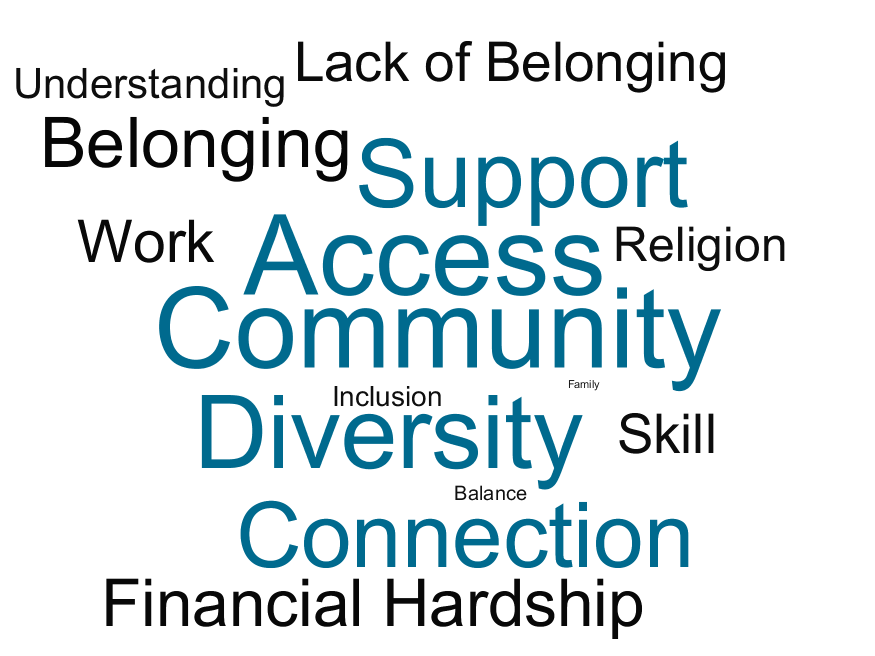 Lack of Belonging
Understanding
Belonging
Support
Work
Access
Religion
Community
Family
Inclusion
Diversity
Skill
Balance
Connection
Financial Hardship